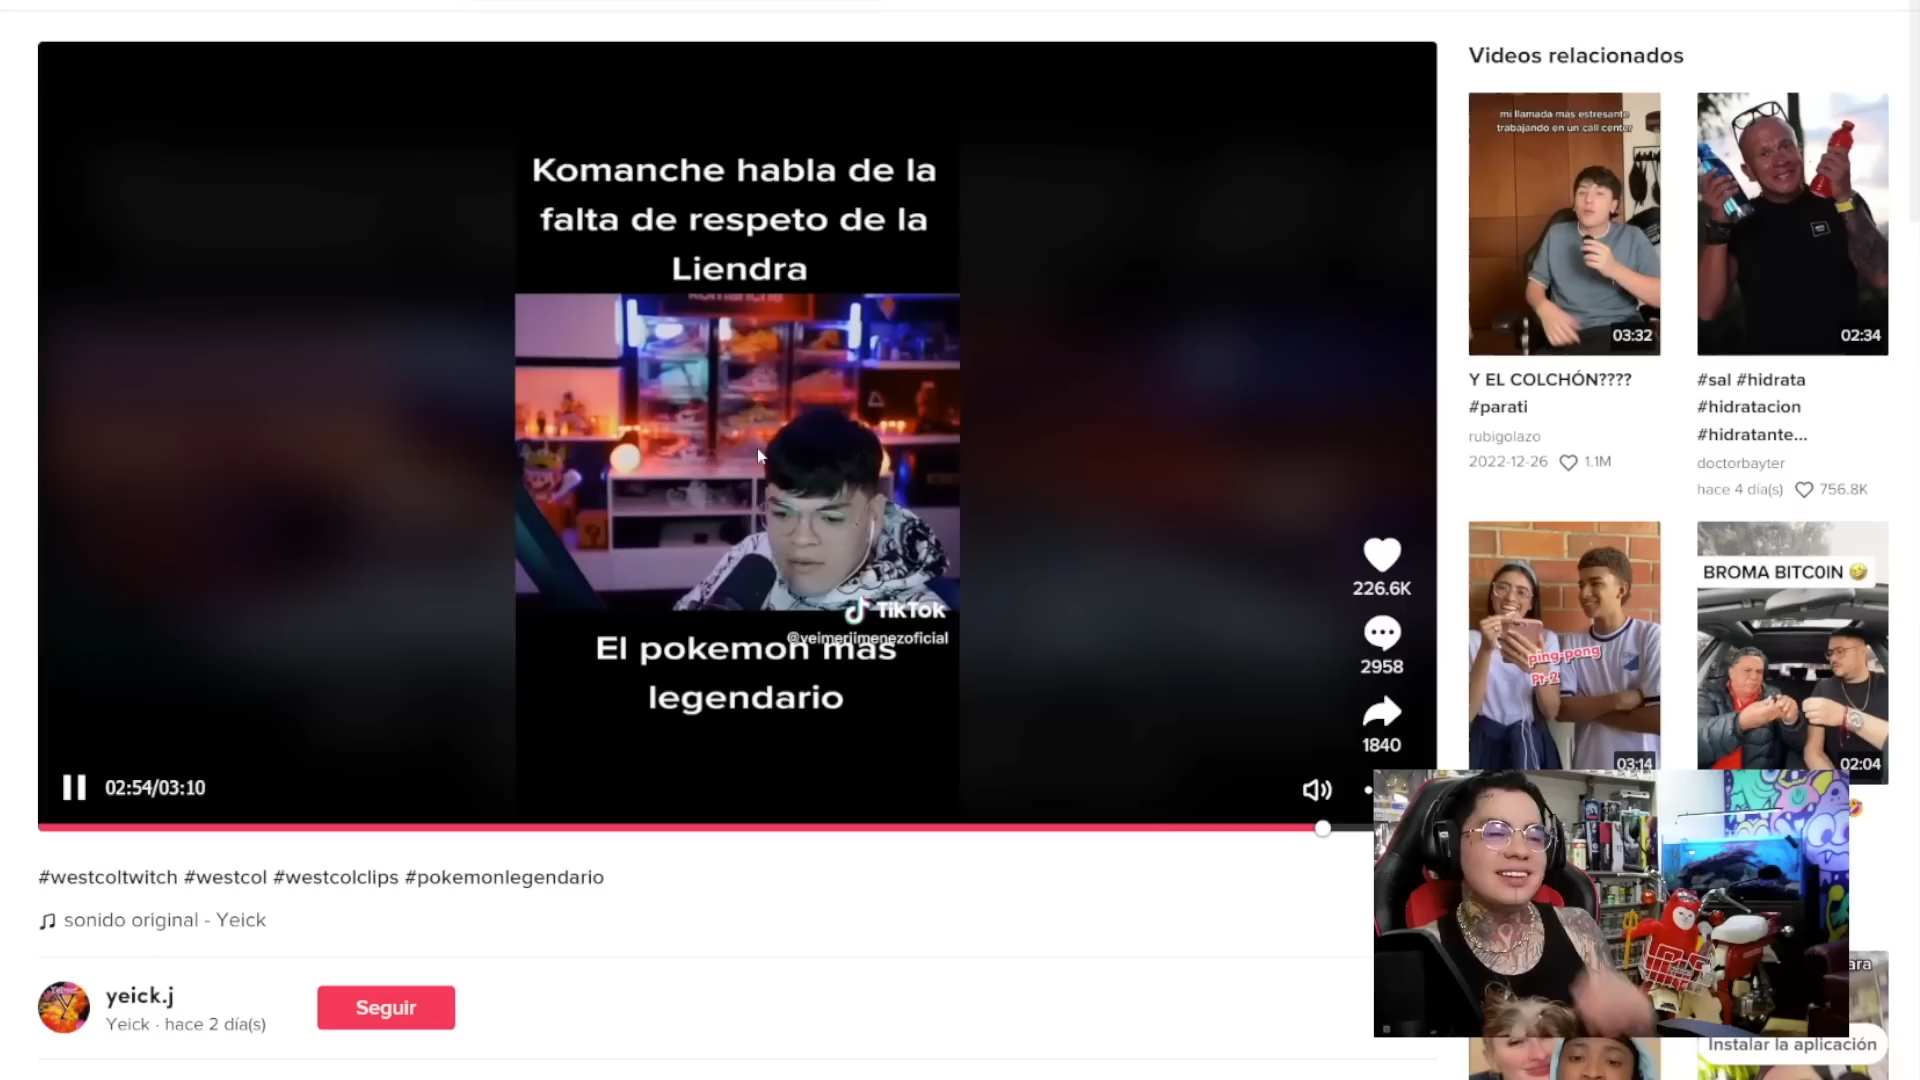 Komanche habla de la
falta de respeto de la
Liendra
TikTok
@yeimerjimenezoficial
El pokemon más
legendario
226.6K
2958
1840
02:54/03:10
#westcoltwitch #westcol #westcolclips #pokemonlegendario
sonido original - Yeick
yeick.j
Yeick · hace 2 día(s)
Seguir
Videos relacionados
mi llamada más estresante
trabajando en un call center
03:32
Y EL COLCHÓN????
#parati
rubigolazo
2022-12-26 1.1M
02:34
#sal #hidrata
#hidratacion
#hidratante...
doctorbayter
hace 4 día(s) 756.8K
ping-pong
Pt-2
03:14
BROMA BITC0IN
02:04
ara
Instalar la aplicación